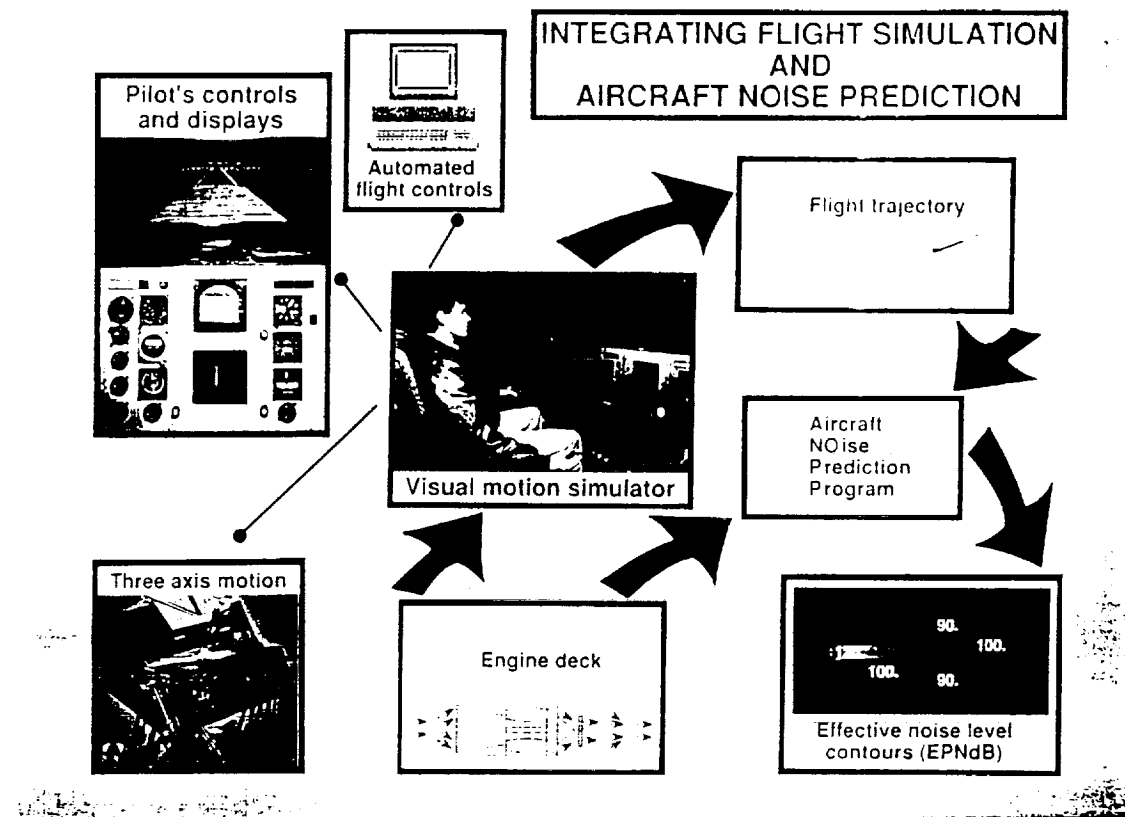 INTEGRATING FLIGHT SIMULATION
AND
AIRCRAFT NOISE PREDICTION
Pilot's controls
and displays
Automated
flight controls
Flight trajectory
Visual motion simulator
Aircraft
NOise
Prediction
Program
Three axis motion
Engine deck
90.
100.
100.
90.
Effective noise level
contours (EPNdB)